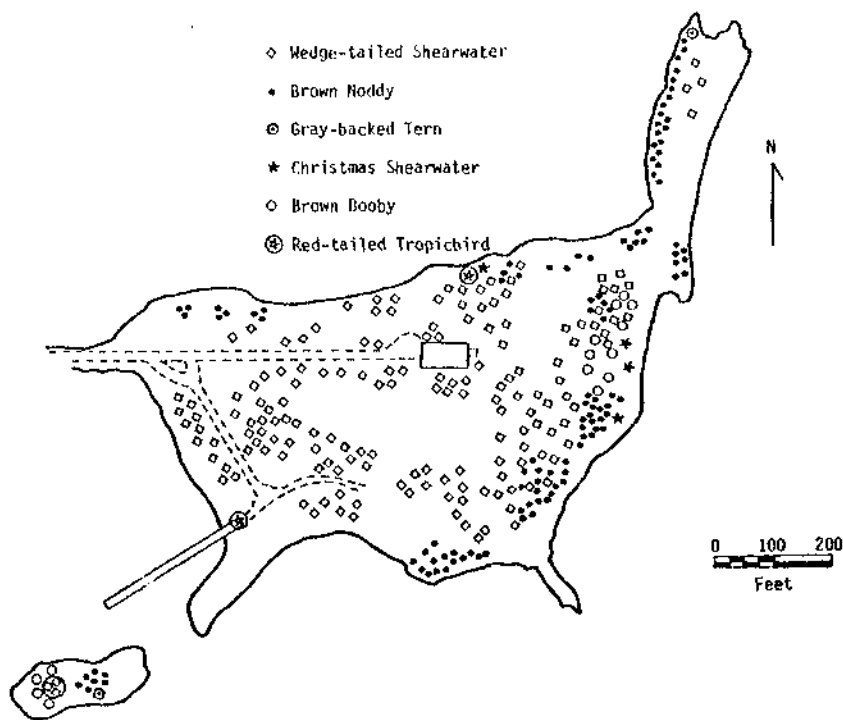 Wedge-tailed Shearwater
Brown Noddy
Gray-backed Tern
Christmas Shearwater
Brown Booby
Red-tailed Tropicbird
N
0 100 200
Feet